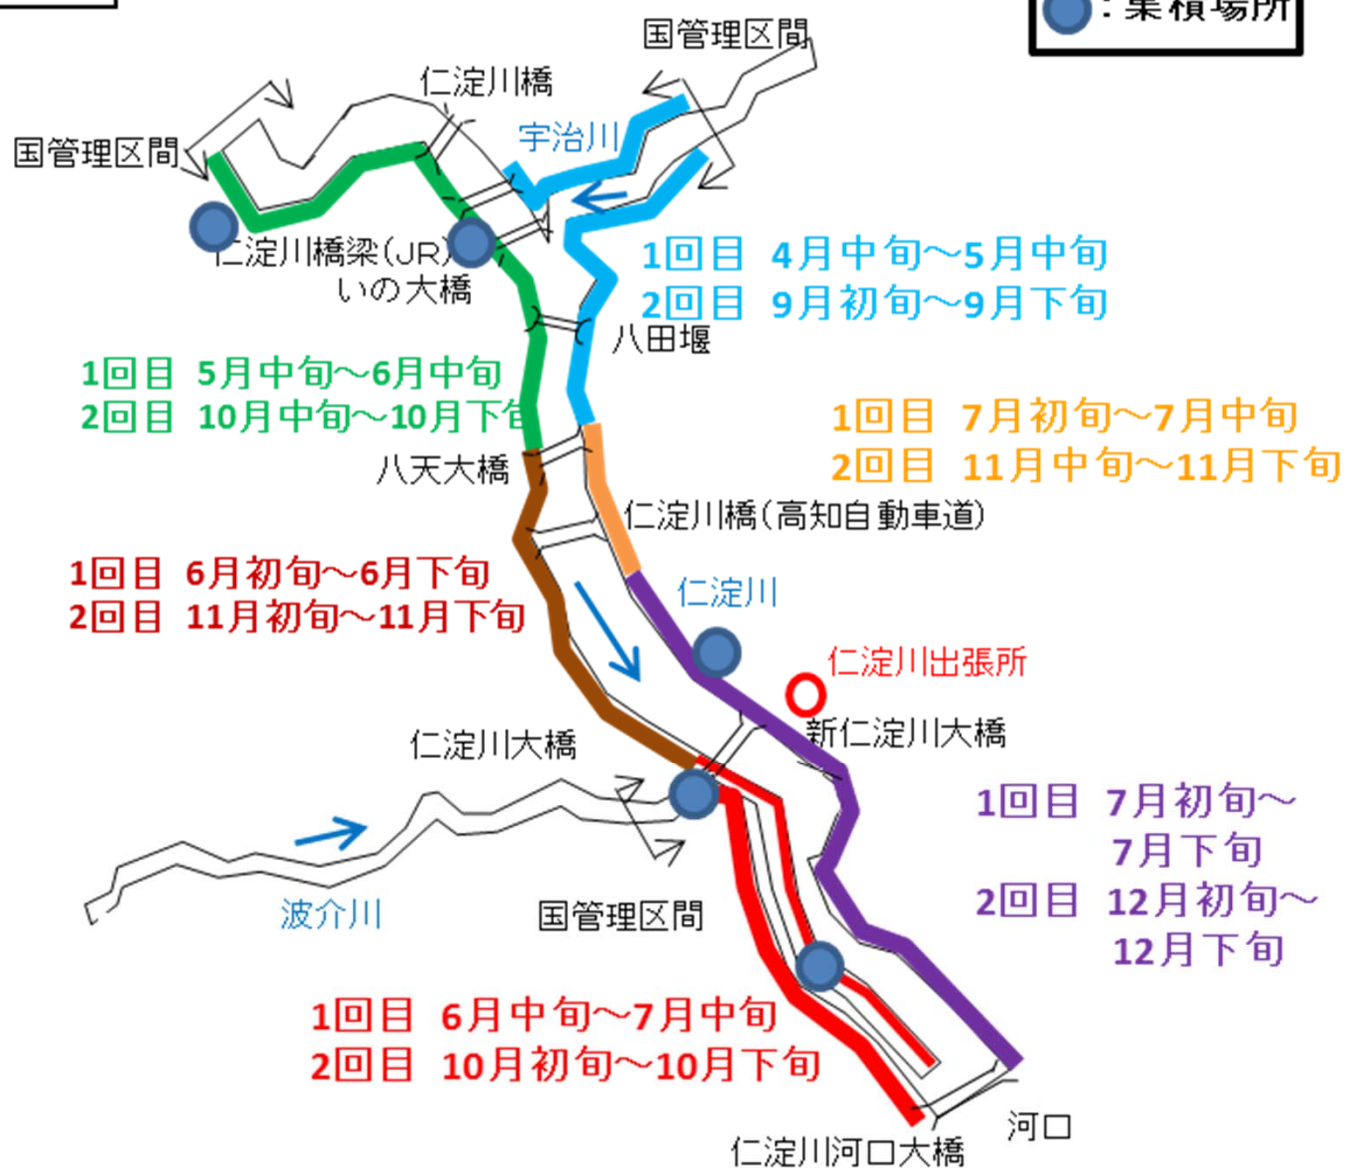 ：集積場所
国管理区間
仁淀川橋
宇治川
国管理区間
仁淀川橋梁（JR）
いの大橋
1回目 4月中旬～5月中旬
2回目 9月初旬～9月下旬
八田堰
1回目 5月中旬～6月中旬
2回目 10月中旬～10月下旬
1回目 7月初旬～7月中旬
2回目 11月中旬～11月下旬
八天大橋
仁淀川橋（高知自動車道）
1回目 6月初旬～6月下旬
2回目 11月初旬～11月下旬
仁淀川
仁淀川出張所
新仁淀川大橋
仁淀川大橋
1回目 7月初旬～
7月下旬
2回目 12月初旬～
12月下旬
波介川
国管理区間
1回目 6月中旬～7月中旬
2回目 10月初旬～10月下旬
河口
仁淀川河口大橋